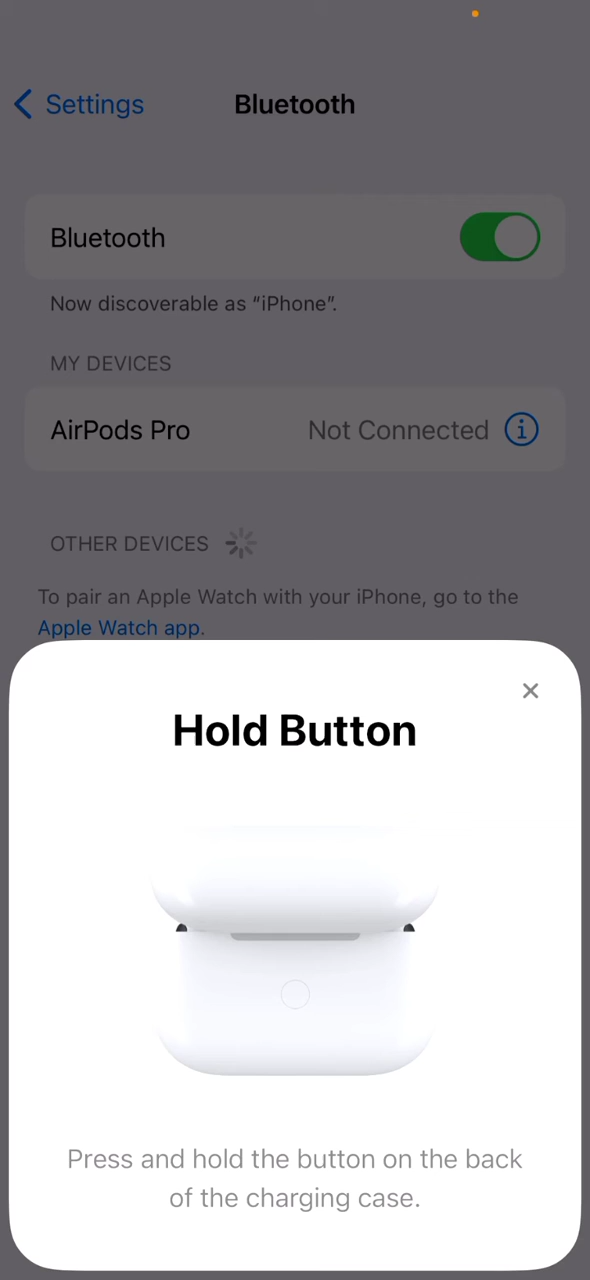 Settings
Bluetooth
Bluetooth
Now discoverable as “iPhone”.
MY DEVICES
AirPods Pro Not Connected
OTHER DEVICES
To pair an Apple Watch with your iPhone, go to the
Apple Watch app.
Hold Button
Press and hold the button on the back
of the charging case.